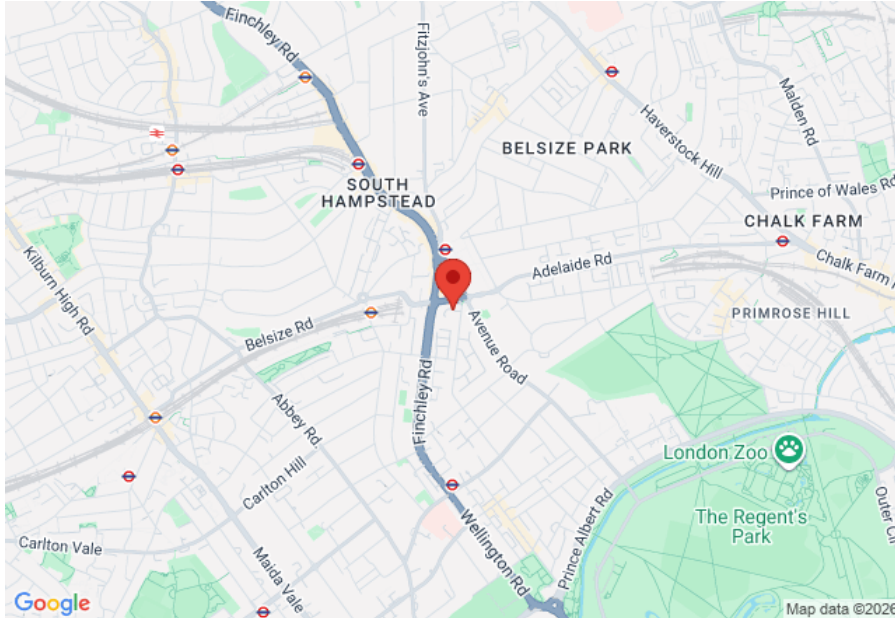 Finchley Rd
Fitzjohn's Ave
Haverstock Hill
Malden Rd
BELSIZE PARK
Prince of Wales Rd
SOUTH
HAMPSTEAD
CHALK FARM
Kilburn High Rd
Adelaide Rd
Chalk Farm
PRIMROSE HILL
Belsize Rd
Avenue Road
Finchley Rd
Abbey Rd
London Zoo
Carlton Hill
Prince Albert Rd
Outer Cir
The Regent's
Park
Wellington Rd
Carlton Vale
Maida Vale
Google
Map data ©2026